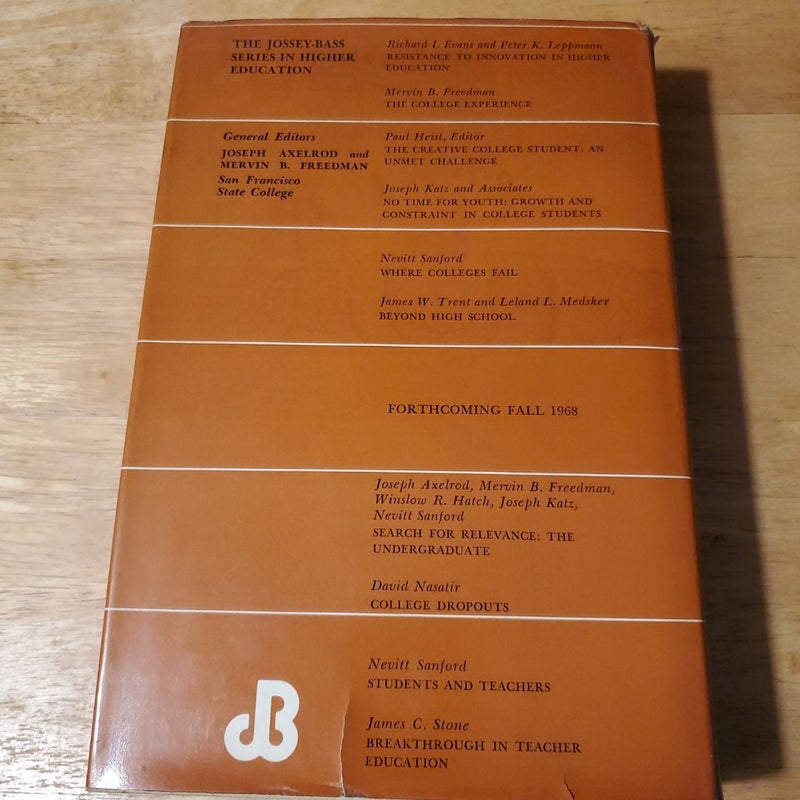 THE JOSSEY-BASS
SERIES IN HIGHER
EDUCATION
Richard I. Evans and Peter K. Leppmann
RESISTANCE TO INNOVATION IN HIGHER
EDUCATION
Mervin B. Freedman
THE COLLEGE EXPERIENCE
General Editors
JOSEPH AXELROD and
MERVIN B. FREEDMAN
San Francisco
State College
Paul Heist, Editor
THE CREATIVE COLLEGE STUDENT: AN
UNMET CHALLENGE
Joseph Katz and Associates
NO TIME FOR YOUTH: GROWTH AND
CONSTRAINT IN COLLEGE STUDENTS
Nevitt Sanford
WHERE COLLEGES FAIL
James W. Trent and Leland L. Medsker
BEYOND HIGH SCHOOL
FORTHCOMING FALL 1968
Joseph Axelrod, Mervin B. Freedman,
Winslow R. Hatch, Joseph Katz,
Nevitt Sanford
SEARCH FOR RELEVANCE: THE
UNDERGRADUATE
David Nasatir
COLLEGE DROPOUTS
Nevitt Sanford
STUDENTS AND TEACHERS
James C. Stone
BREAKTHROUGH IN TEACHER
EDUCATION
JB